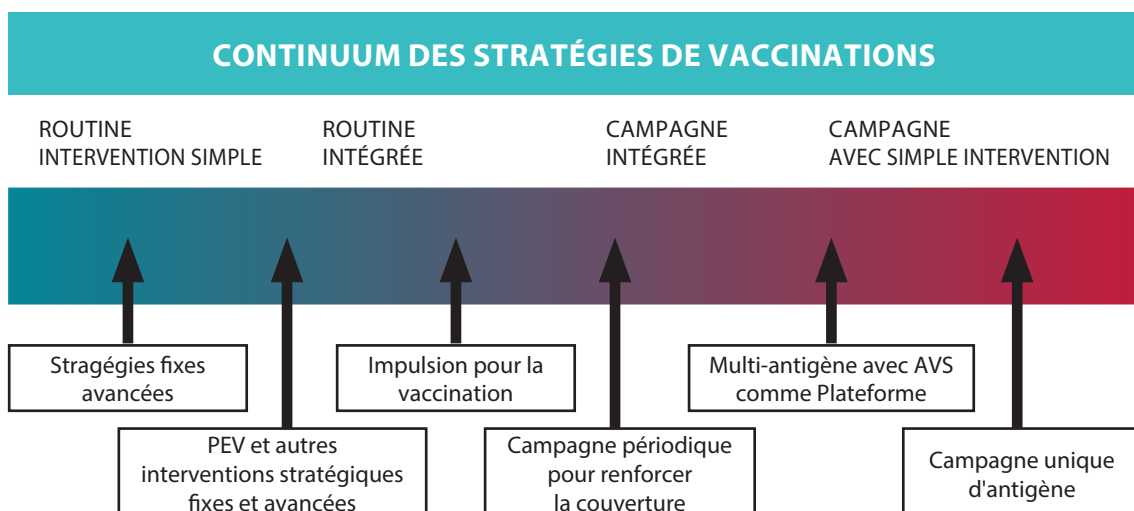 CONTINUUM DES STRATÉGIES DE VACCINATIONS
ROUTINE
INTERVENTION SIMPLE
ROUTINE
INTÉGRÉE
CAMPAGNE
INTÉGRÉE
CAMPAGNE
AVEC SIMPLE INTERVENTION
Stragégies fixes
avancées
Impulsion pour la
vaccination
Multi-antigène avec AVS
comme Plateforme
PEV et autres
interventions stratégiques
fixes et avancées
Campagne périodique
pour renforcer
la couverture
Campagne unique
d'antigène